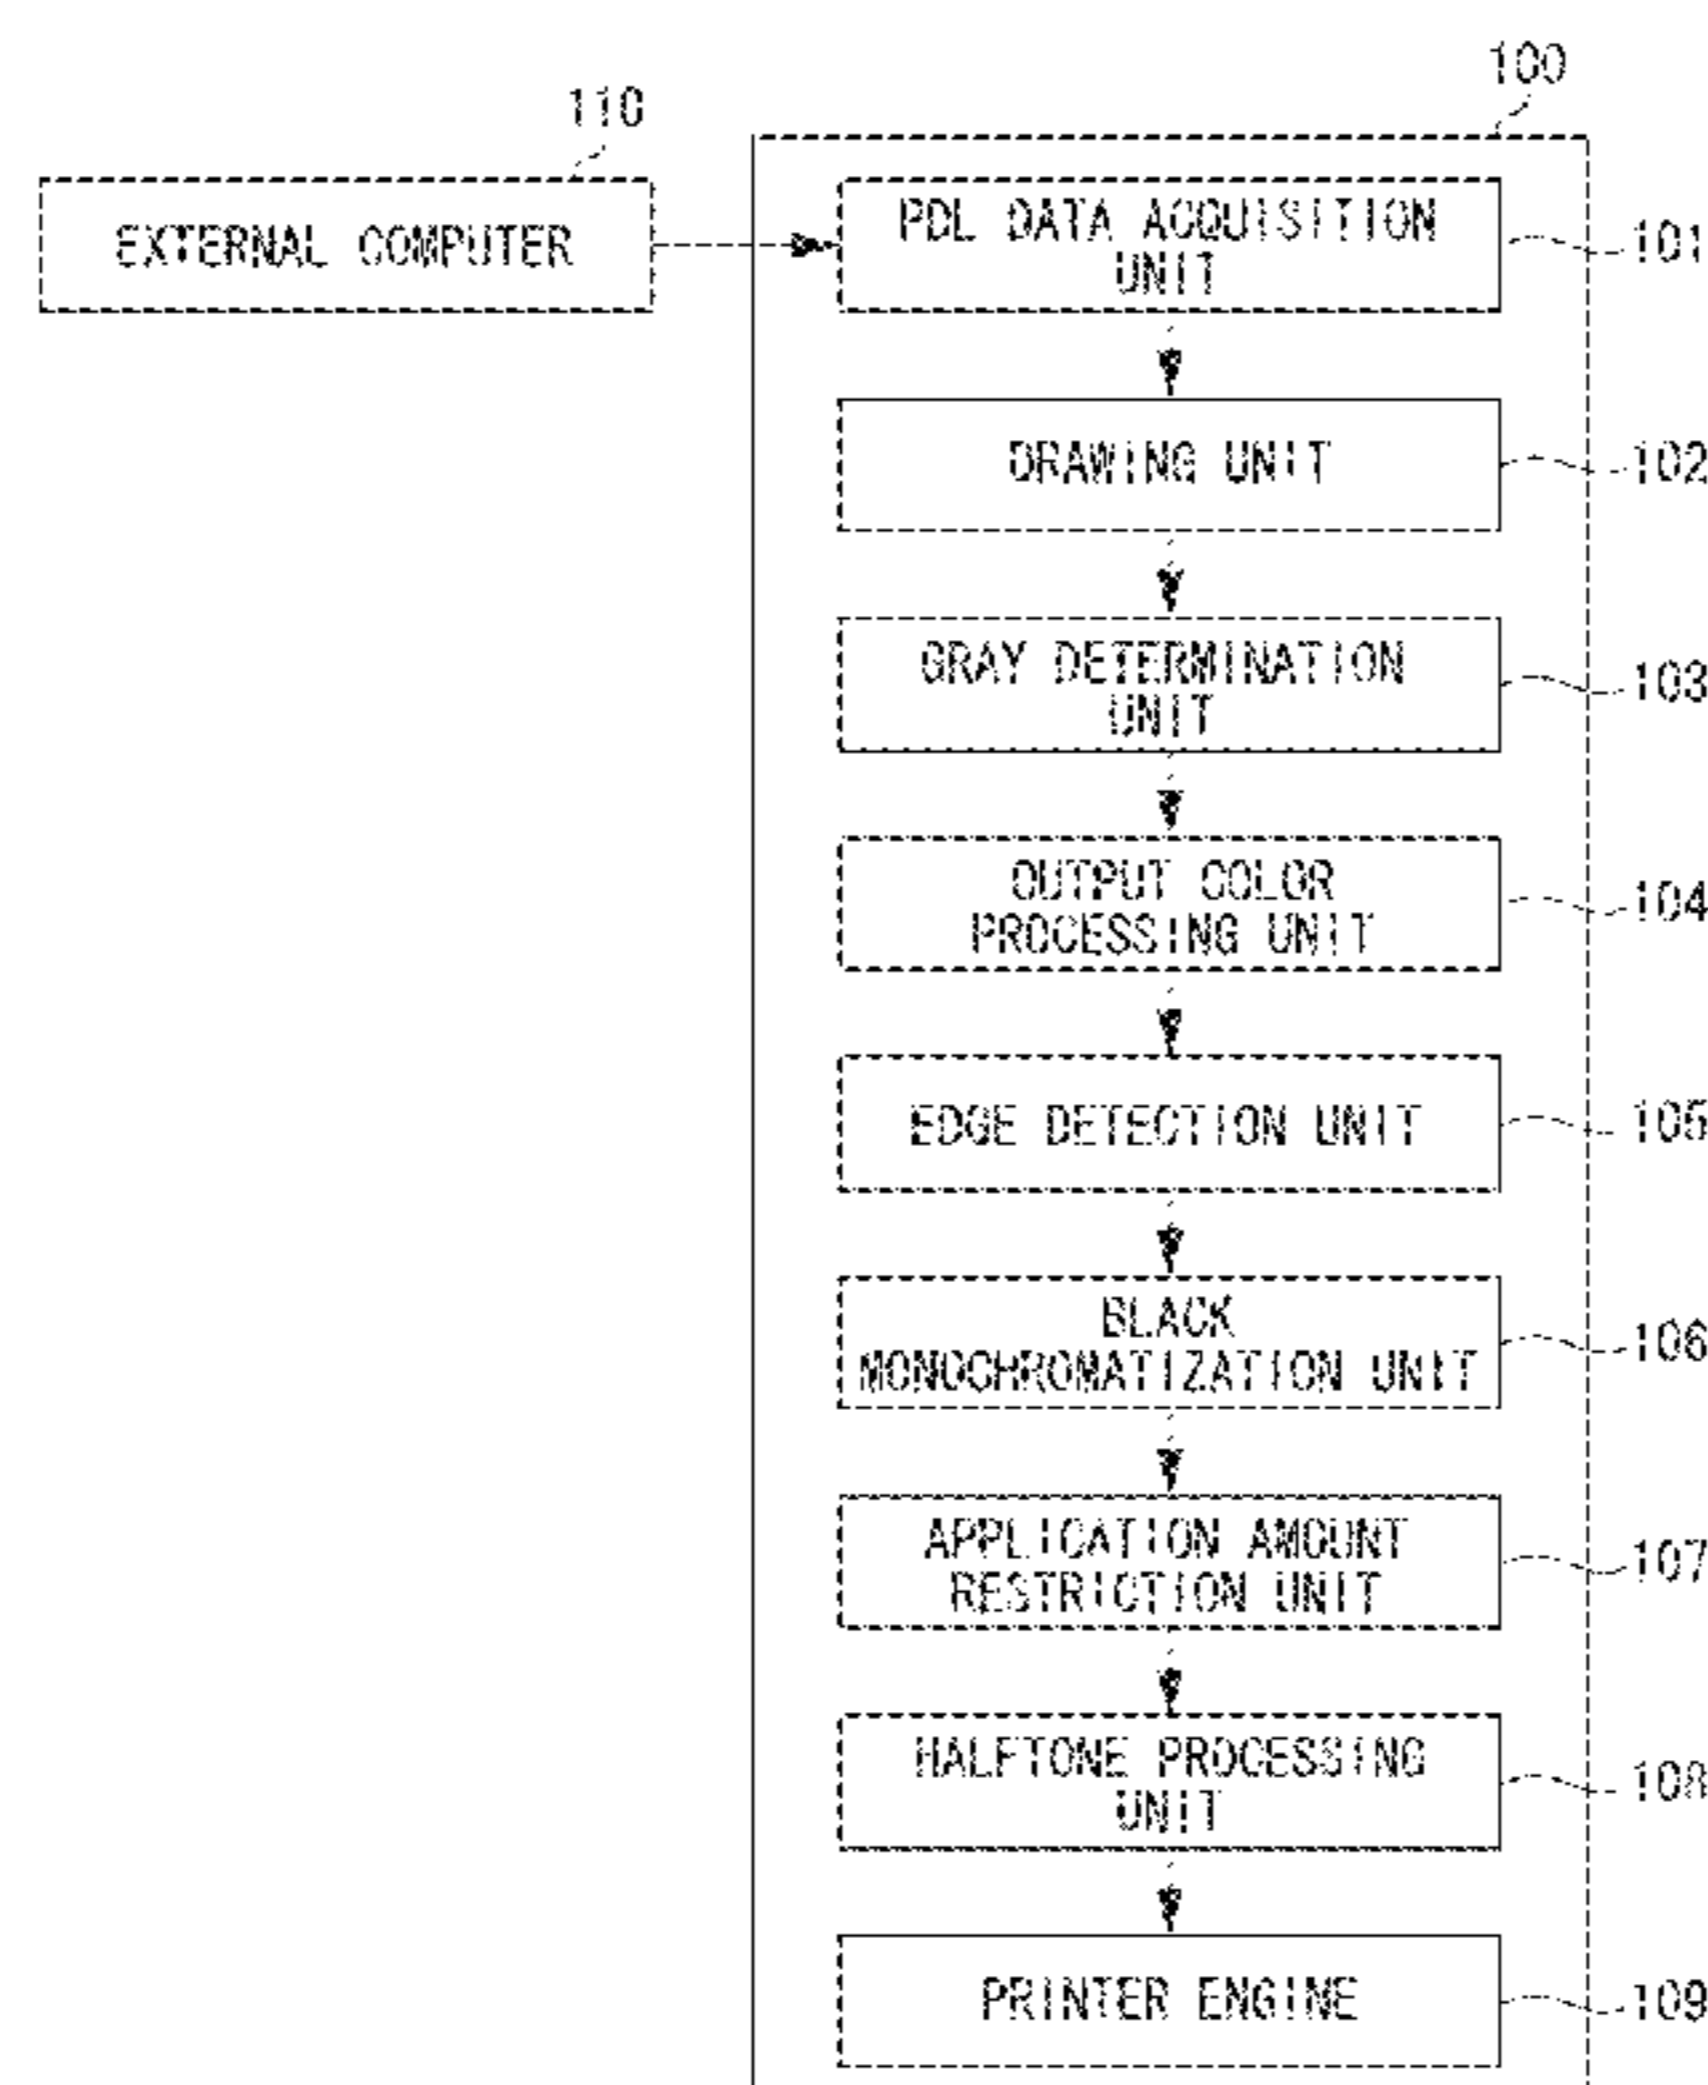 100
110
EXTERNAL COMPUTER
PDL DATA ACQUISITION
UNIT
101
DRAWING UNIT
102
GRAY DETERMINATION
UNIT
103
OUTPUT COLOR
PROCESSING UNIT
104
EDGE DETECTION UNIT
105
BLACK
MONOCHROMATIZATION UNIT
106
APPLICATION AMOUNT
RESTRICTION UNIT
107
HALFTONE PROCESSING
UNIT
108
PRINTER ENGINE
109